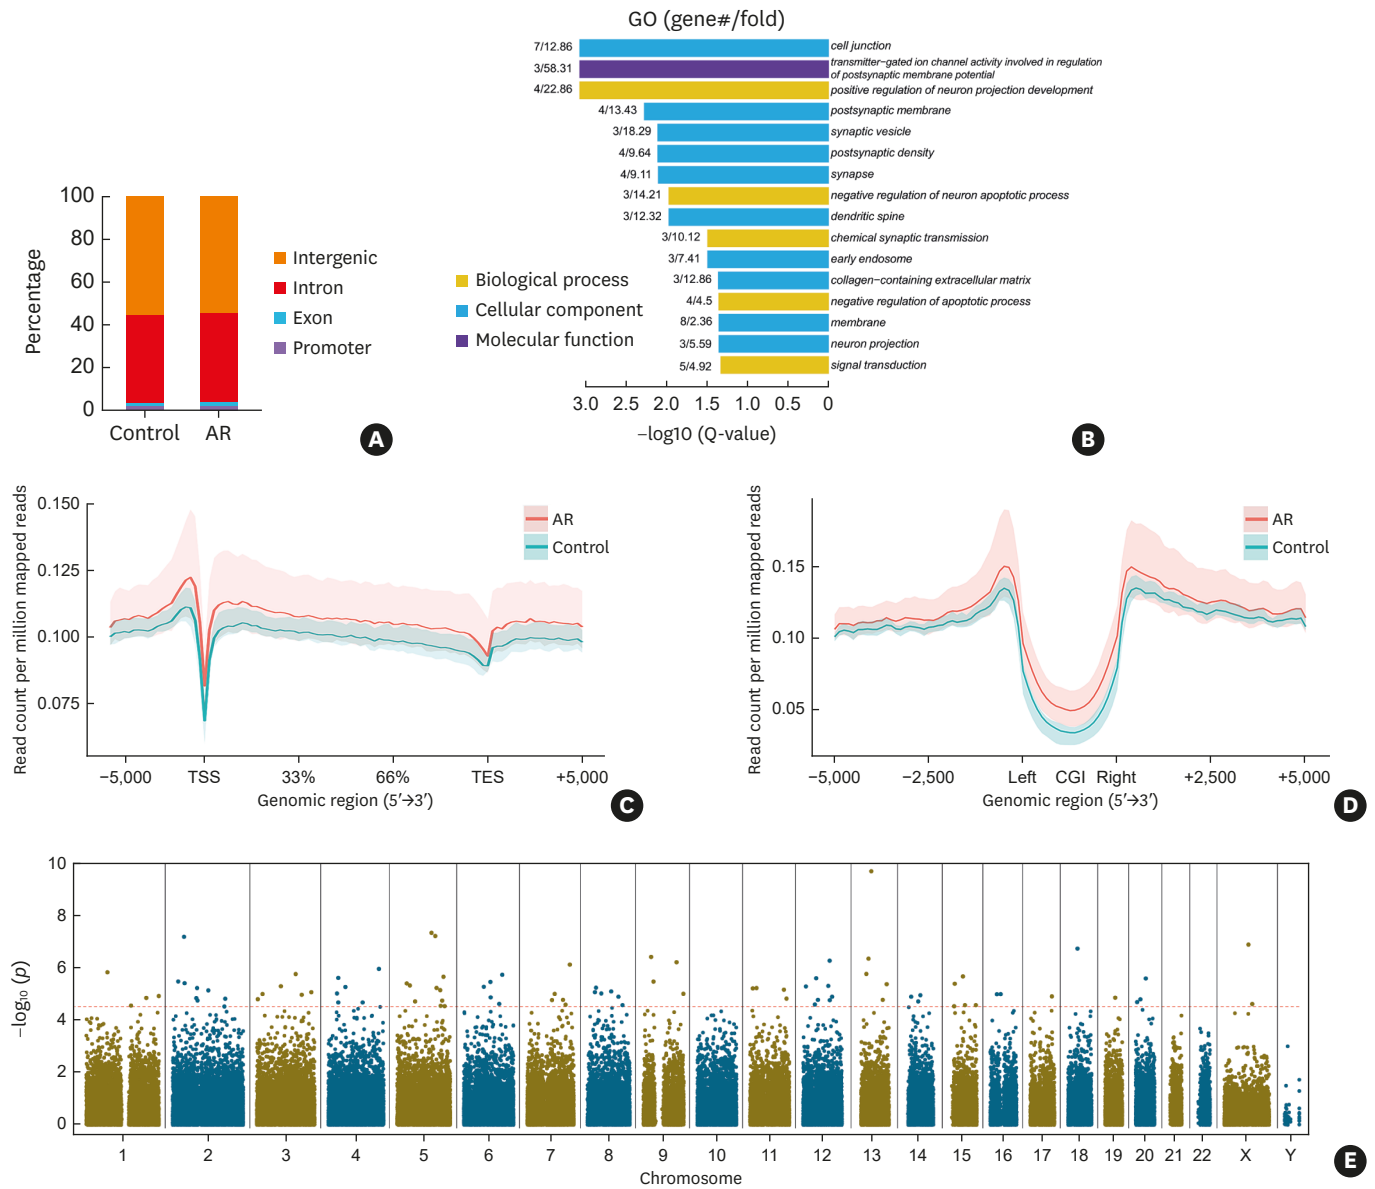 GO (gene#/fold)
7/12.86 cell junction
3/58.31 transmitter-gated ion channel activity involved in regulation
of postsynaptic membrane potential
4/22.86 positive regulation of neuron projection development
4/13.43 postsynaptic membrane
3/18.29 synaptic vesicle
4/9.64 postsynaptic density
4/9.11 synapse
3/14.21 negative regulation of neuron apoptotic process
3/12.32 dendritic spine
3/10.12 chemical synaptic transmission
3/7.41 early endosome
3/12.86 collagen-containing extracellular matrix
4/4.5 negative regulation of apoptotic process
8/2.36 membrane
3/5.59 neuron projection
5/4.92 signal transduction
3.0 2.5 2.0 1.5 1.0 0.5 0
−log10 (Q-value)
Biological process
Cellular component
Molecular function
B
Percentage
100
80
60
40
20
0
Control AR
Intergenic
Intron
Exon
Promoter
A
Read count per million mapped reads
0.150
0.125
0.100
0.075
AR
Control
−5,000 TSS 33% 66% TES +5,000
Genomic region (5′→3′)
C
Read count per million mapped reads
0.15
0.10
0.05
AR
Control
−5,000 −2,500 Left CGI Right +2,500 +5,000
Genomic region (5′→3′)
D
−log₁₀ (p)
10
8
6
4
2
0
1 2 3 4 5 6 7 8 9 10 11 12 13 14 15 16 17 18 19 20 21 22 X Y
Chromosome
E